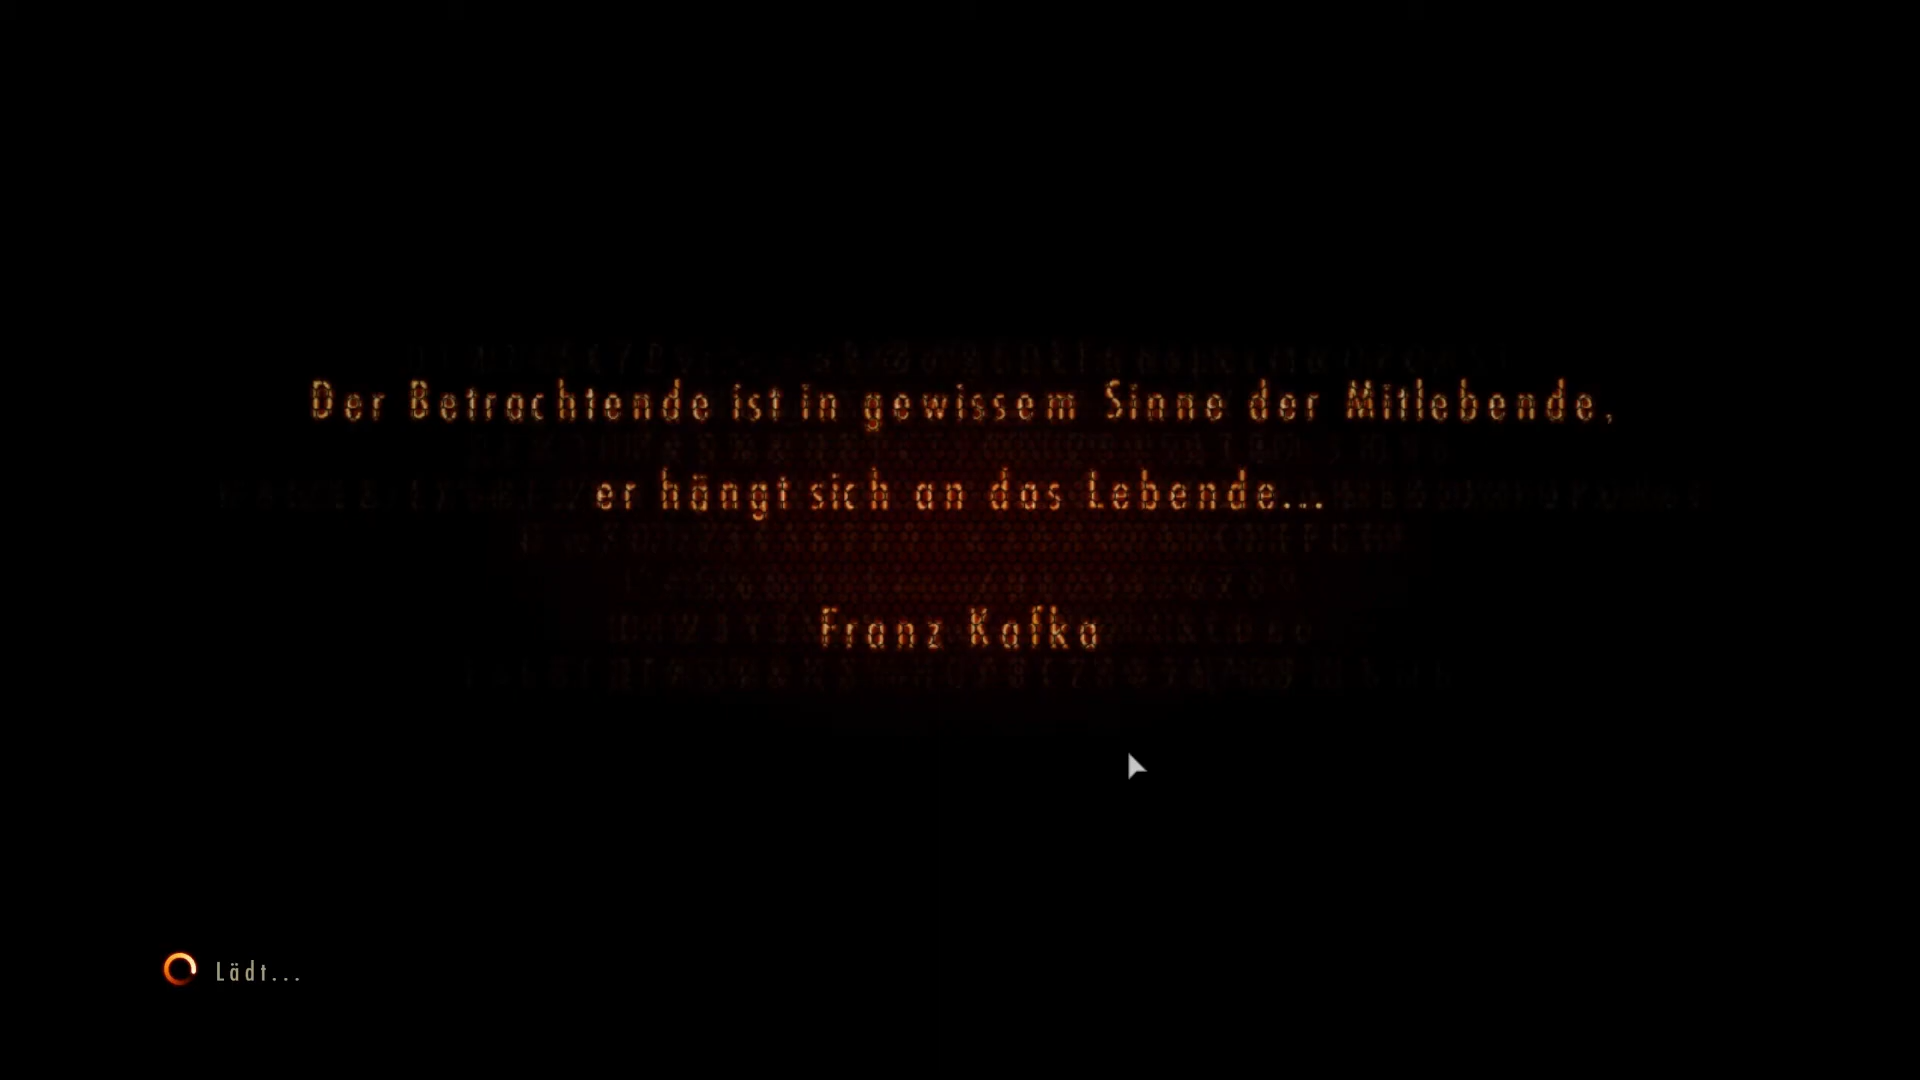 Der Betrachtende ist in gewissem Sinne der Mitlebende,
er hängt sich an das Lebende...
Franz Kafka
Lädt...